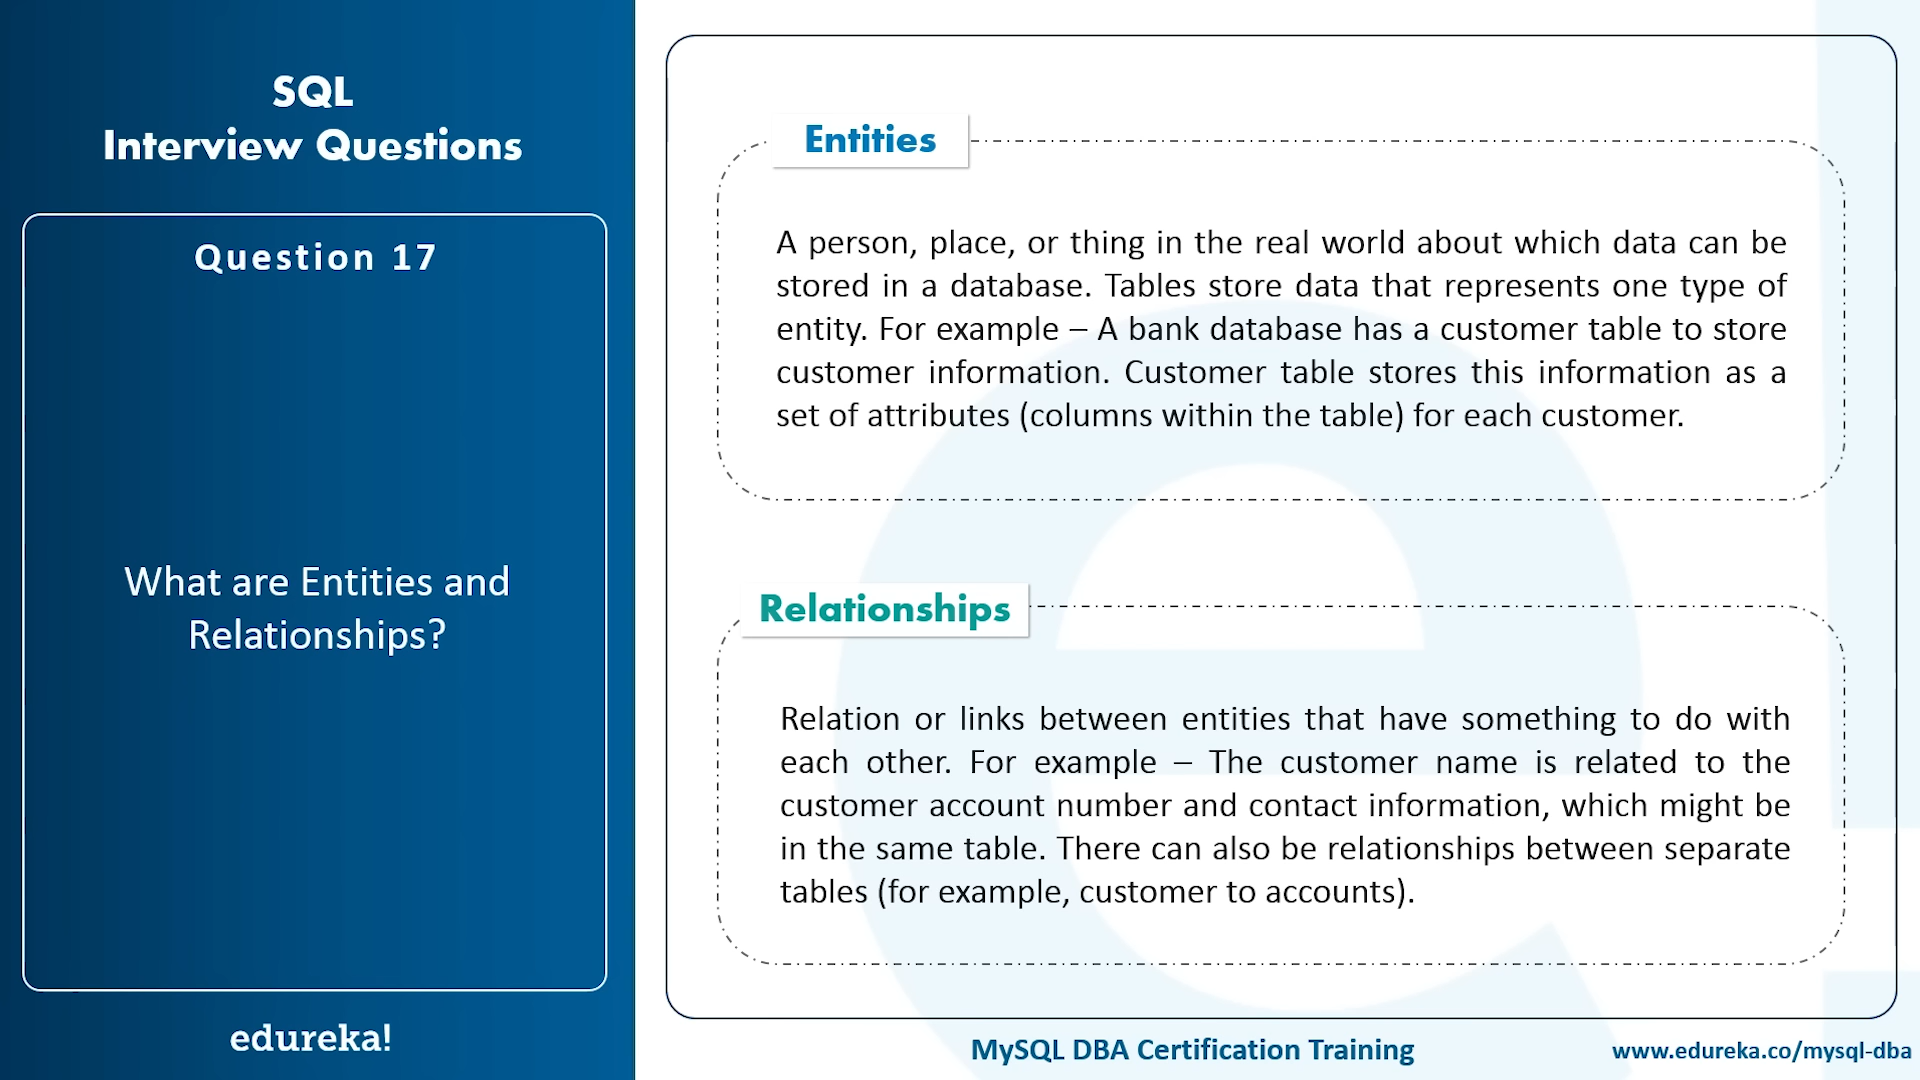 SQL
Interview Questions
Question 17
What are Entities and
Relationships?
edureka!
Entities
A person, place, or thing in the real world about which data can be
stored in a database. Tables store data that represents one type of
entity. For example – A bank database has a customer table to store
customer information. Customer table stores this information as a
set of attributes (columns within the table) for each customer.
Relationships
Relation or links between entities that have something to do with
each other. For example – The customer name is related to the
customer account number and contact information, which might be
in the same table. There can also be relationships between separate
tables (for example, customer to accounts).
MySQL DBA Certification Training
www.edureka.co/mysql-dba